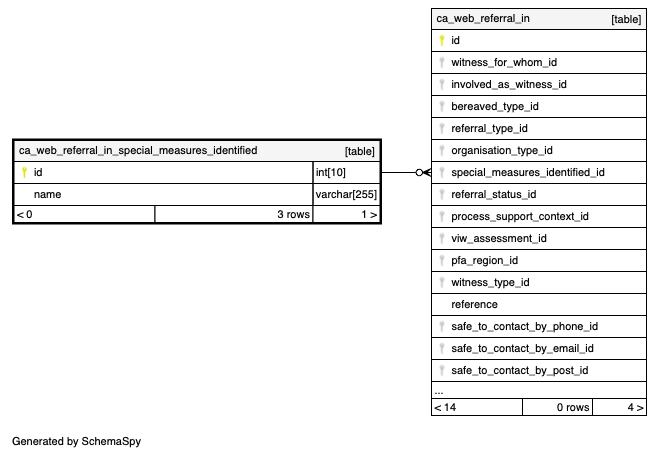 ca_web_referral_in_special_measures_identified [table]
id int[10]
name varchar[255]
< 0 3 rows 1 >
ca_web_referral_in [table]
id
witness_for_whom_id
involved_as_witness_id
bereaved_type_id
referral_type_id
organisation_type_id
special_measures_identified_id
referral_status_id
process_support_context_id
viw_assessment_id
pfa_region_id
witness_type_id
reference
safe_to_contact_by_phone_id
safe_to_contact_by_email_id
safe_to_contact_by_post_id
...
< 14 0 rows 4 >
Generated by SchemaSpy